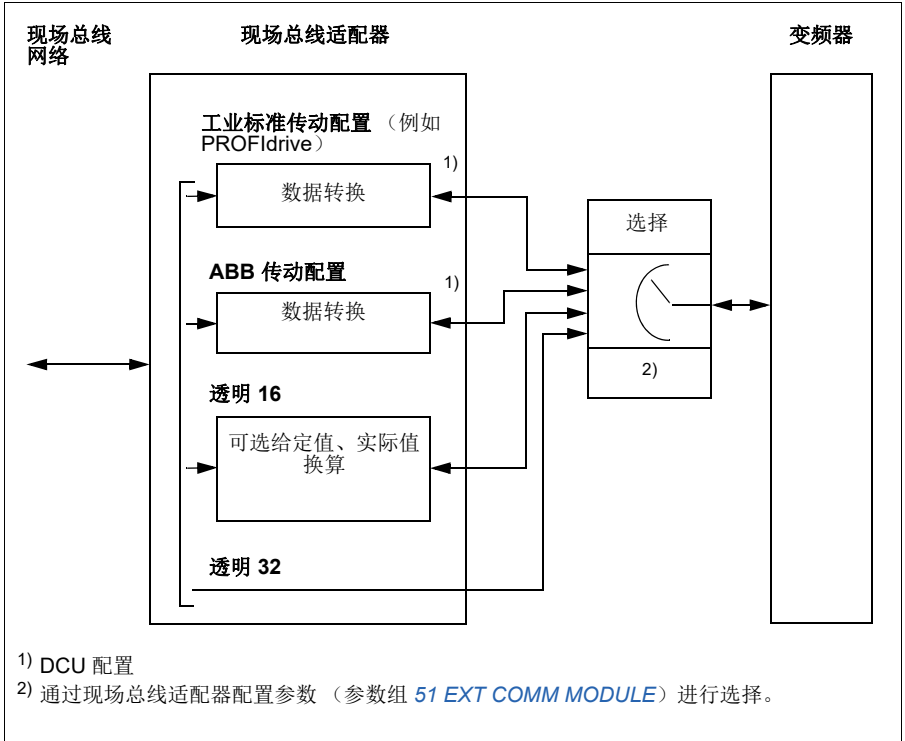 现场总线
网络
现场总线适配器
变频器
工业标准传动配置 （例如
PROFIdrive）
1)
数据转换
选择
ABB 传动配置
1)
数据转换
2)
透明 16
可选给定值、实际值
换算
透明 32
1) DCU 配置
2) 通过现场总线适配器配置参数 （参数组 51 EXT COMM MODULE）进行选择。